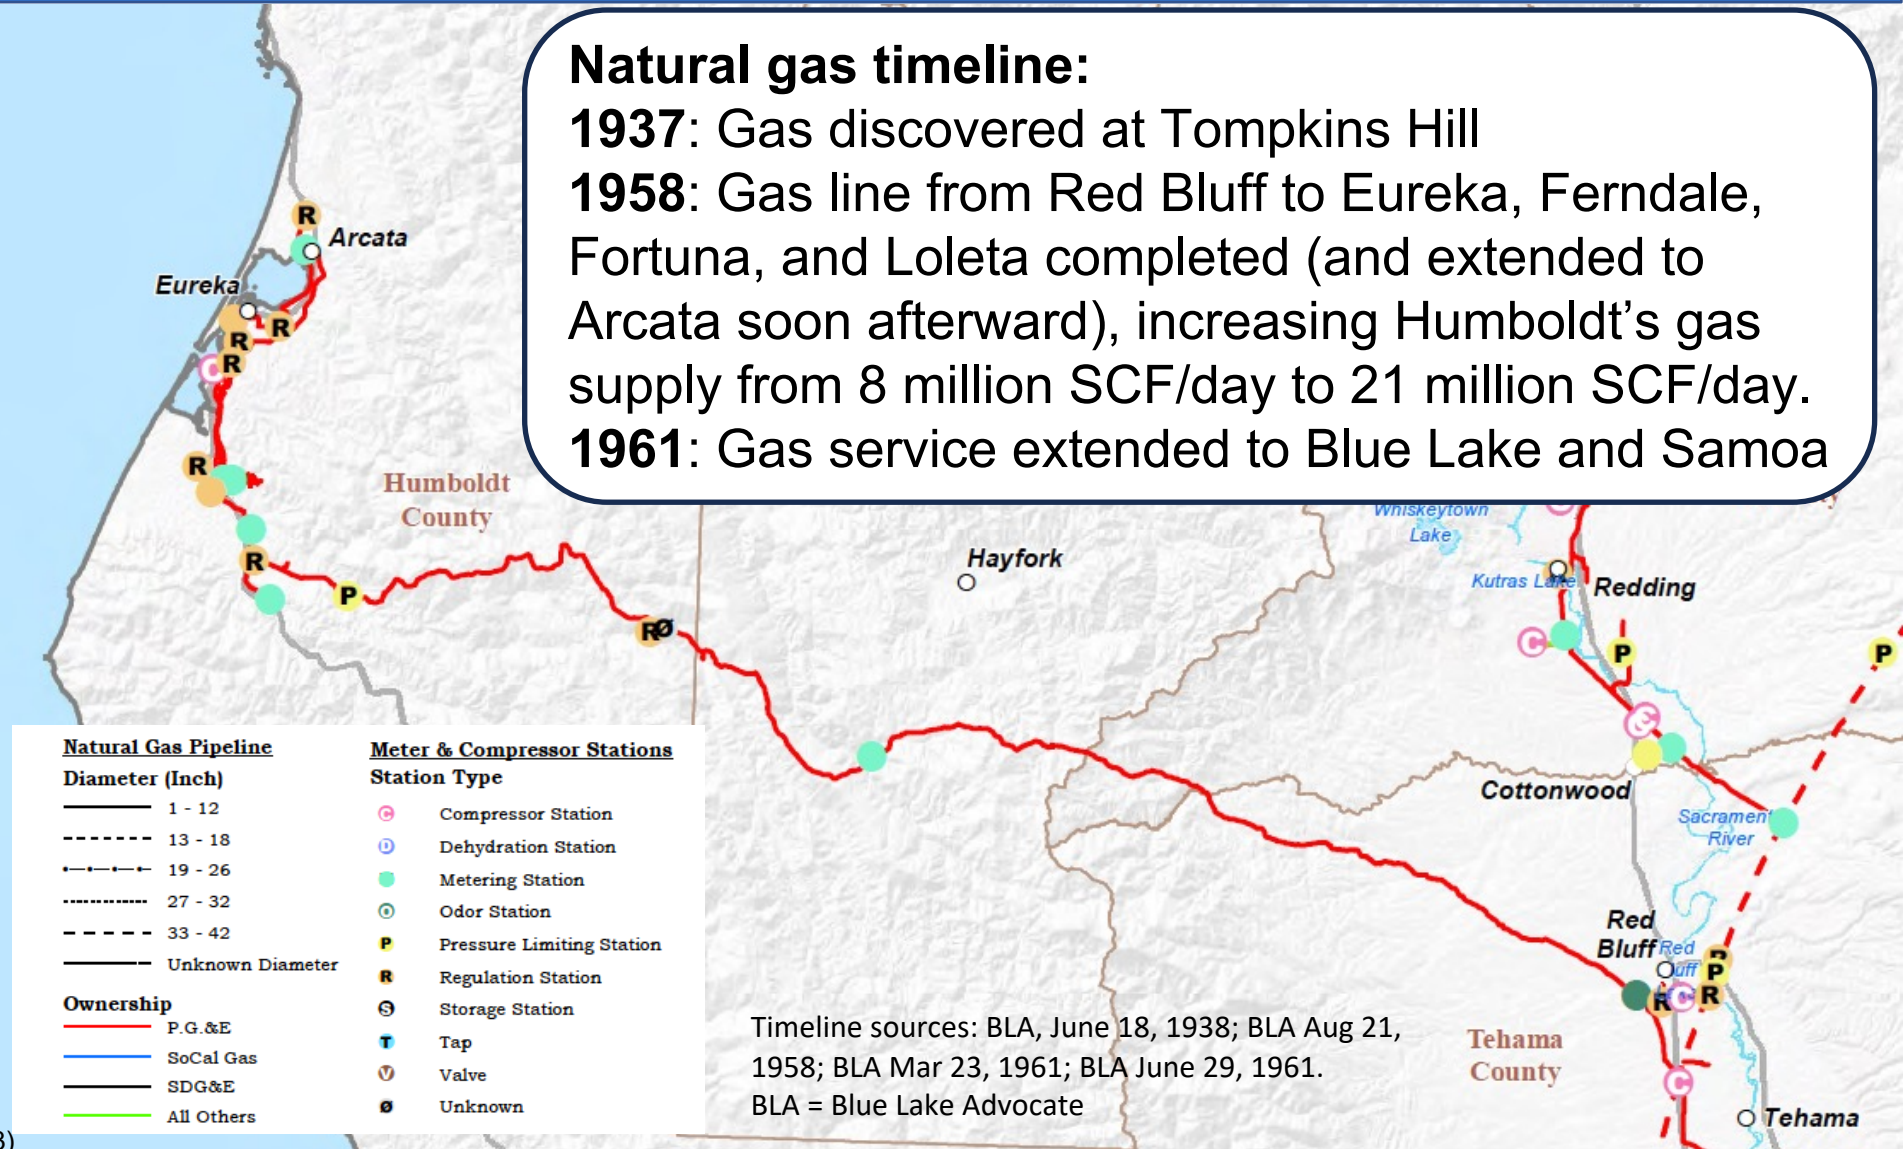 Natural gas timeline:
1937: Gas discovered at Tompkins Hill
1958: Gas line from Red Bluff to Eureka, Ferndale,
Fortuna, and Loleta completed (and extended to
Arcata soon afterward), increasing Humboldt’s gas
supply from 8 million SCF/day to 21 million SCF/day.
1961: Gas service extended to Blue Lake and Samoa
R
Arcata
Eureka
R
R
C R
R
Humboldt
County
Whiskeytown
Lake
Hayfork
Kutras Lake
Redding
R
P
R Ø
C
P
P
C
Cottonwood
Sacrament
River
Red
Bluff
Red
uff
R
P
R C R
Tehama
County
C
Tehama
Natural Gas Pipeline
Diameter (Inch)
1 - 12
13 - 18
19 - 26
27 - 32
33 - 42
Unknown Diameter
Ownership
P.G.&E
SoCal Gas
SDG&E
All Others
Meter & Compressor Stations
Station Type
C Compressor Station
D Dehydration Station
Metering Station
Odor Station
P Pressure Limiting Station
R Regulation Station
S Storage Station
T Tap
V Valve
Ø Unknown
Timeline sources: BLA, June 18, 1938; BLA Aug 21,
1958; BLA Mar 23, 1961; BLA June 29, 1961.
BLA = Blue Lake Advocate